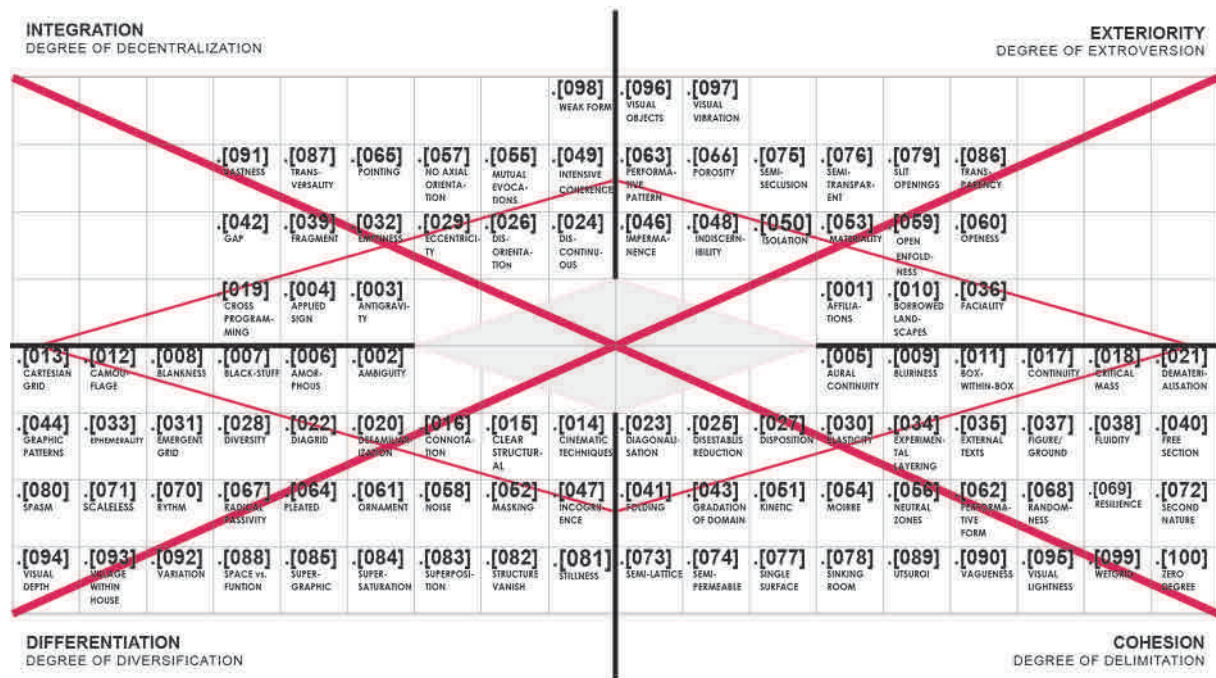 INTEGRATION
DEGREE OF DECENTRALIZATION
EXTERIORITY
DEGREE OF EXTROVERSION
.[098]
WEAK FORM
.[096]
VISUAL
OBJECTS
.[097]
VISUAL
VIBRATION
.[091]
VASTNESS
.[087]
TRANS-
VERSALITY
.[065]
POINTING
.[057]
NO AXIAL
ORIENTA-
TION
.[055]
MUTUAL
EVOCA-
TIONS
.[049]
INTENSIVE
COHERENCE
.[063]
PERFORMA-
TIVE
PATTERN
.[066]
POROSITY
.[075]
SEMI-
SECLUSION
.[076]
SEMI-
TRANSPAR-
ENT
.[079]
SLIT
OPENINGS
.[086]
TRANS-
PARENCY
.[042]
GAP
.[039]
FRAGMENT
.[032]
EMPTINESS
.[029]
ECCENTRICI-
TY
.[026]
DIS-
ORIENTA-
TION
.[024]
DIS-
CONTINU-
OUS
.[046]
IMPERMA-
NENCE
.[048]
INDISCERN-
IBILITY
.[050]
ISOLATION
.[053]
MATERIALITY
.[059]
OPEN
ENFOLD-
NESS
.[060]
OPENESS
.[019]
CROSS
PROGRAM-
MING
.[004]
APPLIED
SIGN
.[003]
ANTIGRAVI-
TY
.[001]
AFFILIA-
TIONS
.[010]
BORROWED
LAND-
SCAPES
.[036]
FACIALITY
.[013]
CARTESIAN
GRID
.[012]
CAMOU-
FLAGE
.[008]
BLANKNESS
.[007]
BLACK-STUFF
.[006]
AMOR-
PHOUS
.[002]
AMBIGUITY
.[005]
AURAL
CONTINUITY
.[009]
BLURINESS
.[011]
BOX-
WITHIN-BOX
.[017]
CONTINUITY
.[018]
CRITICAL
MASS
.[021]
DEMATERI-
ALISATION
.[044]
GRAPHIC
PATTERNS
.[033]
EPHEMERALITY
.[031]
EMERGENT
GRID
.[028]
DIVERSITY
.[022]
DIAGRID
.[020]
DEFAMILIAR-
IZATION
.[016]
CONNOTA-
TION
.[015]
CLEAR
STRUCTUR-
AL
.[014]
CINEMATIC
TECHNIQUES
.[023]
DIAGONALI-
SATION
.[025]
DISESTABLIS
REDUCTION
.[027]
DISPOSITION
.[030]
ELASTICITY
.[034]
EXPERIMEN-
TAL
LAYERING
.[035]
EXTERNAL
TEXTS
.[037]
FIGURE/
GROUND
.[038]
FLUIDITY
.[040]
FREE
SECTION
.[080]
SPASM
.[071]
SCALELESS
.[070]
RYTHM
.[067]
RADICAL
PASSIVITY
.[064]
PLEATED
.[061]
ORNAMENT
.[058]
NOISE
.[052]
MASKING
.[047]
INCOGRU-
ENCE
.[041]
FOLDING
.[043]
GRADATION
OF DOMAIN
.[051]
KINETIC
.[054]
MOIRRE
.[056]
NEUTRAL
ZONES
.[062]
PERFORMA-
TIVE
FORM
.[068]
RANDOM-
NESS
.[069]
RESILIENCE
.[072]
SECOND
NATURE
.[094]
VISUAL
DEPTH
.[093]
VILLAGE
WITHIN
HOUSE
.[092]
VARIATION
.[088]
SPACE vs.
FUNTION
.[085]
SUPER-
GRAPHIC
.[084]
SUPER-
SATURATION
.[083]
SUPERPOSI-
TION
.[082]
STRUCTURE
VANISH
.[081]
STILLNESS
.[073]
SEMI-LATTICE
.[074]
SEMI-
PERMEABLE
.[077]
SINGLE
SURFACE
.[078]
SINKING
ROOM
.[089]
UTSUROI
.[090]
VAGUENESS
.[095]
VISUAL
LIGHTNESS
.[099]
WETGRID
.[100]
ZERO
DEGREE
DIFFERENTIATION
DEGREE OF DIVERSIFICATION
COHESION
DEGREE OF DELIMITATION